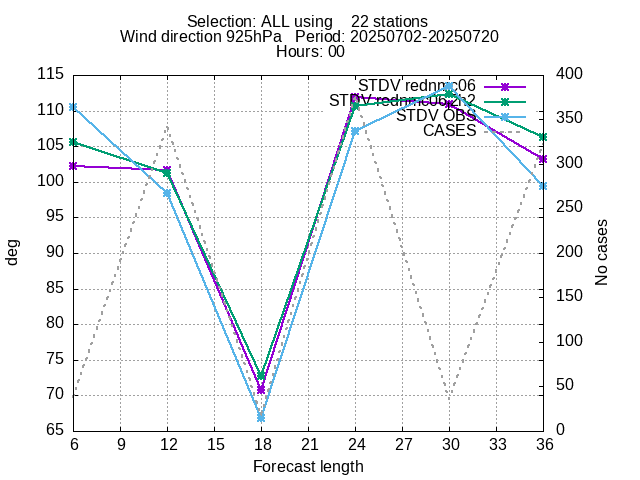 Selection: ALL using    22 stations
Wind direction 925hPa   Period: 20250702-20250720
Hours: 00
115
110
105
100
95
90
85
80
75
70
65
400
350
300
250
200
150
100
50
0
STDV
STDV
STDV OBS
CASES
deg
No cases
6 9 12 15 18 21 24 27 30 33 36
Forecast length